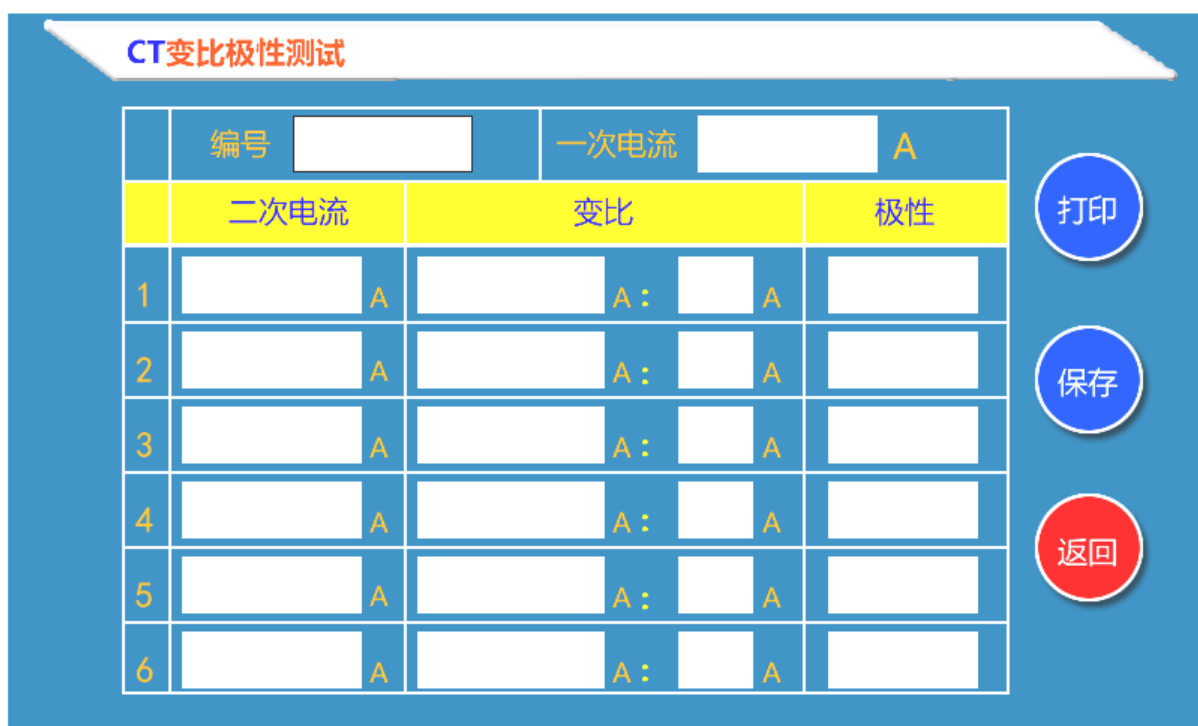 CT变比极性测试
编号 一次电流 A
二次电流 变比 极性
1 A A: A
2 A A: A
3 A A: A
4 A A: A
5 A A: A
6 A A: A
打印
保存
返回